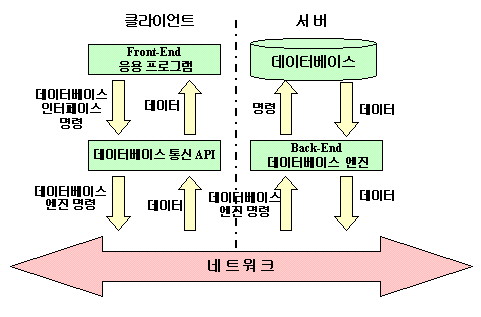 클라이언트
서 버
Front-End
응용 프로그램
데이터베이스
데이터베이스
인터페이스
명령
데이터
명령
데이터
데이터베이스 통신 API
Back-End
데이터베이스 엔진
데이터베이스
엔진 명령
데이터
데이터베이스
엔진 명령
데이터
네 트 워 크